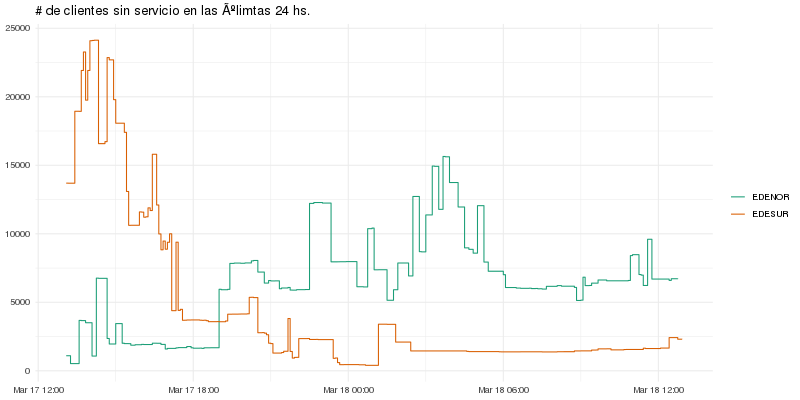 # de clientes sin servicio en las Ãºlimtas 24 hs.
25000
20000
15000
10000
5000
0
Mar 17 12:00 Mar 17 18:00 Mar 18 00:00 Mar 18 06:00 Mar 18 12:00
EDENOR
EDESUR